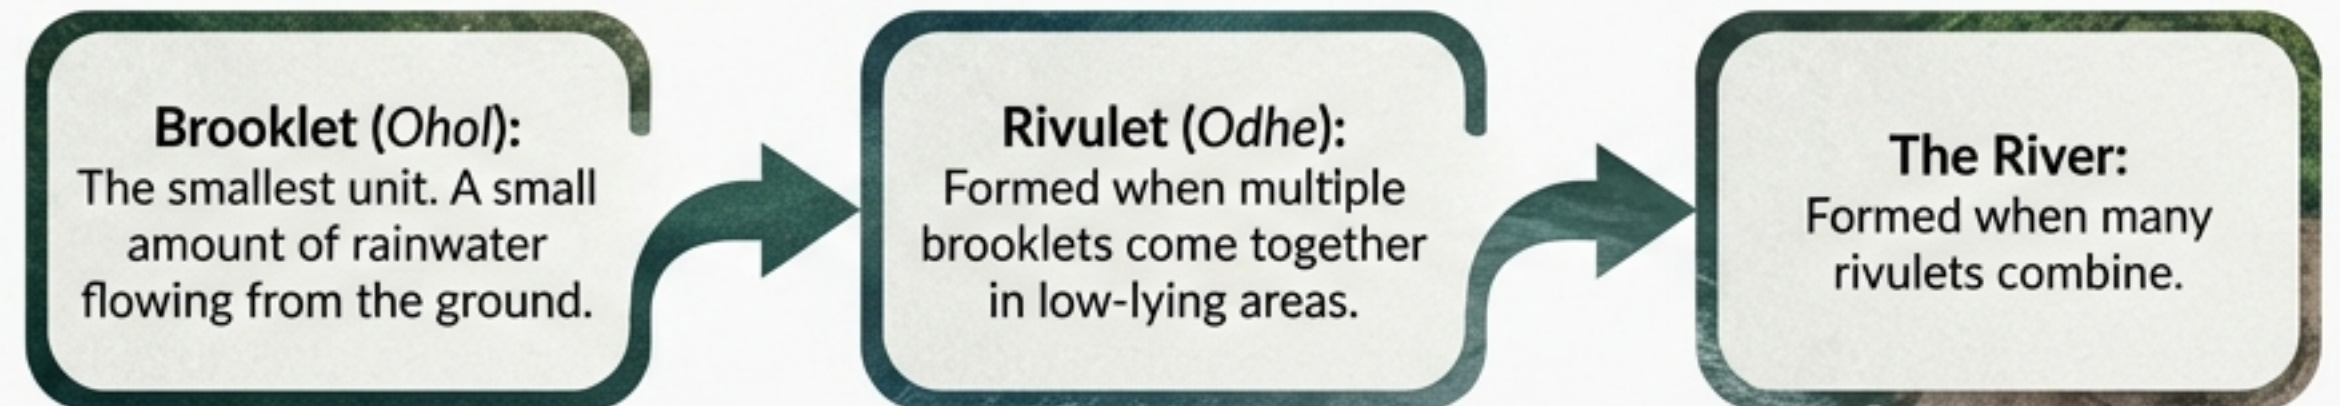 Brooklet (Ohol):
The smallest unit. A small
amount of rainwater
flowing from the ground.
Rivulet (Odhe):
Formed when multiple
brooklets come together
in low-lying areas.
The River:
Formed when many
rivulets combine.